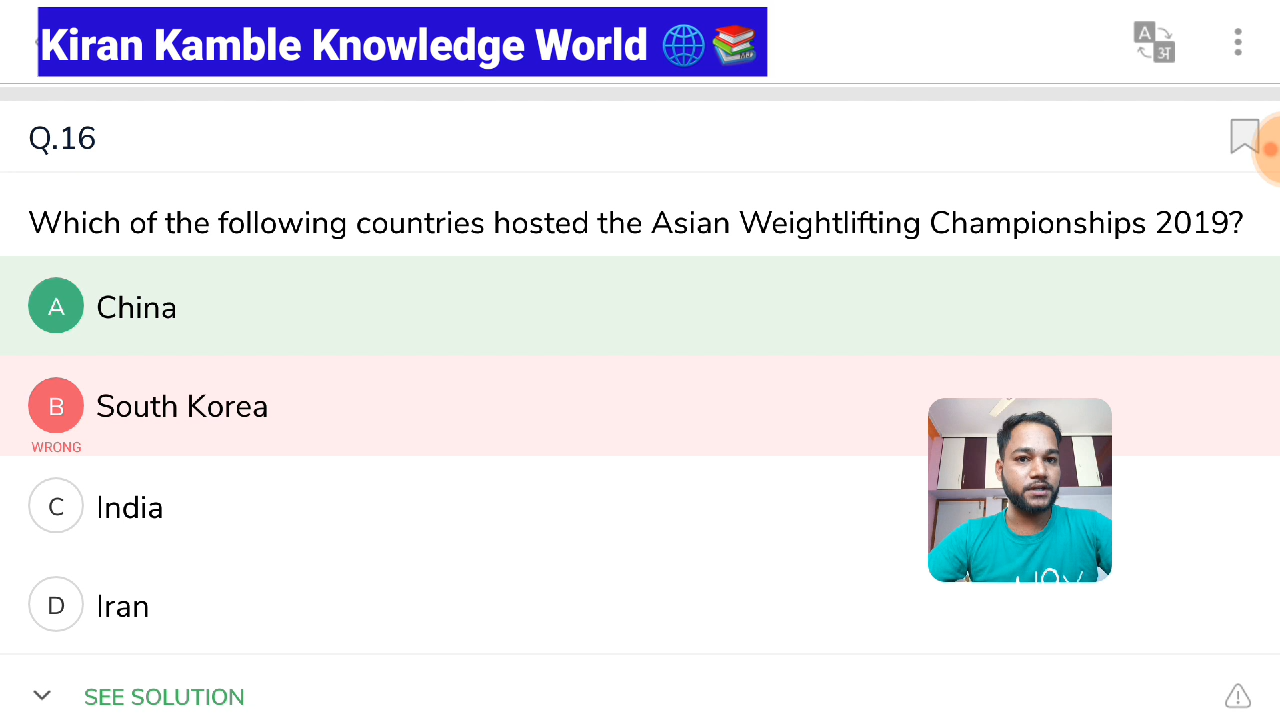 Kiran Kamble Knowledge World 🌐📚
A अ
Q.16
Which of the following countries hosted the Asian Weightlifting Championships 2019?
A China
B South Korea
WRONG
C India
D Iran
SEE SOLUTION